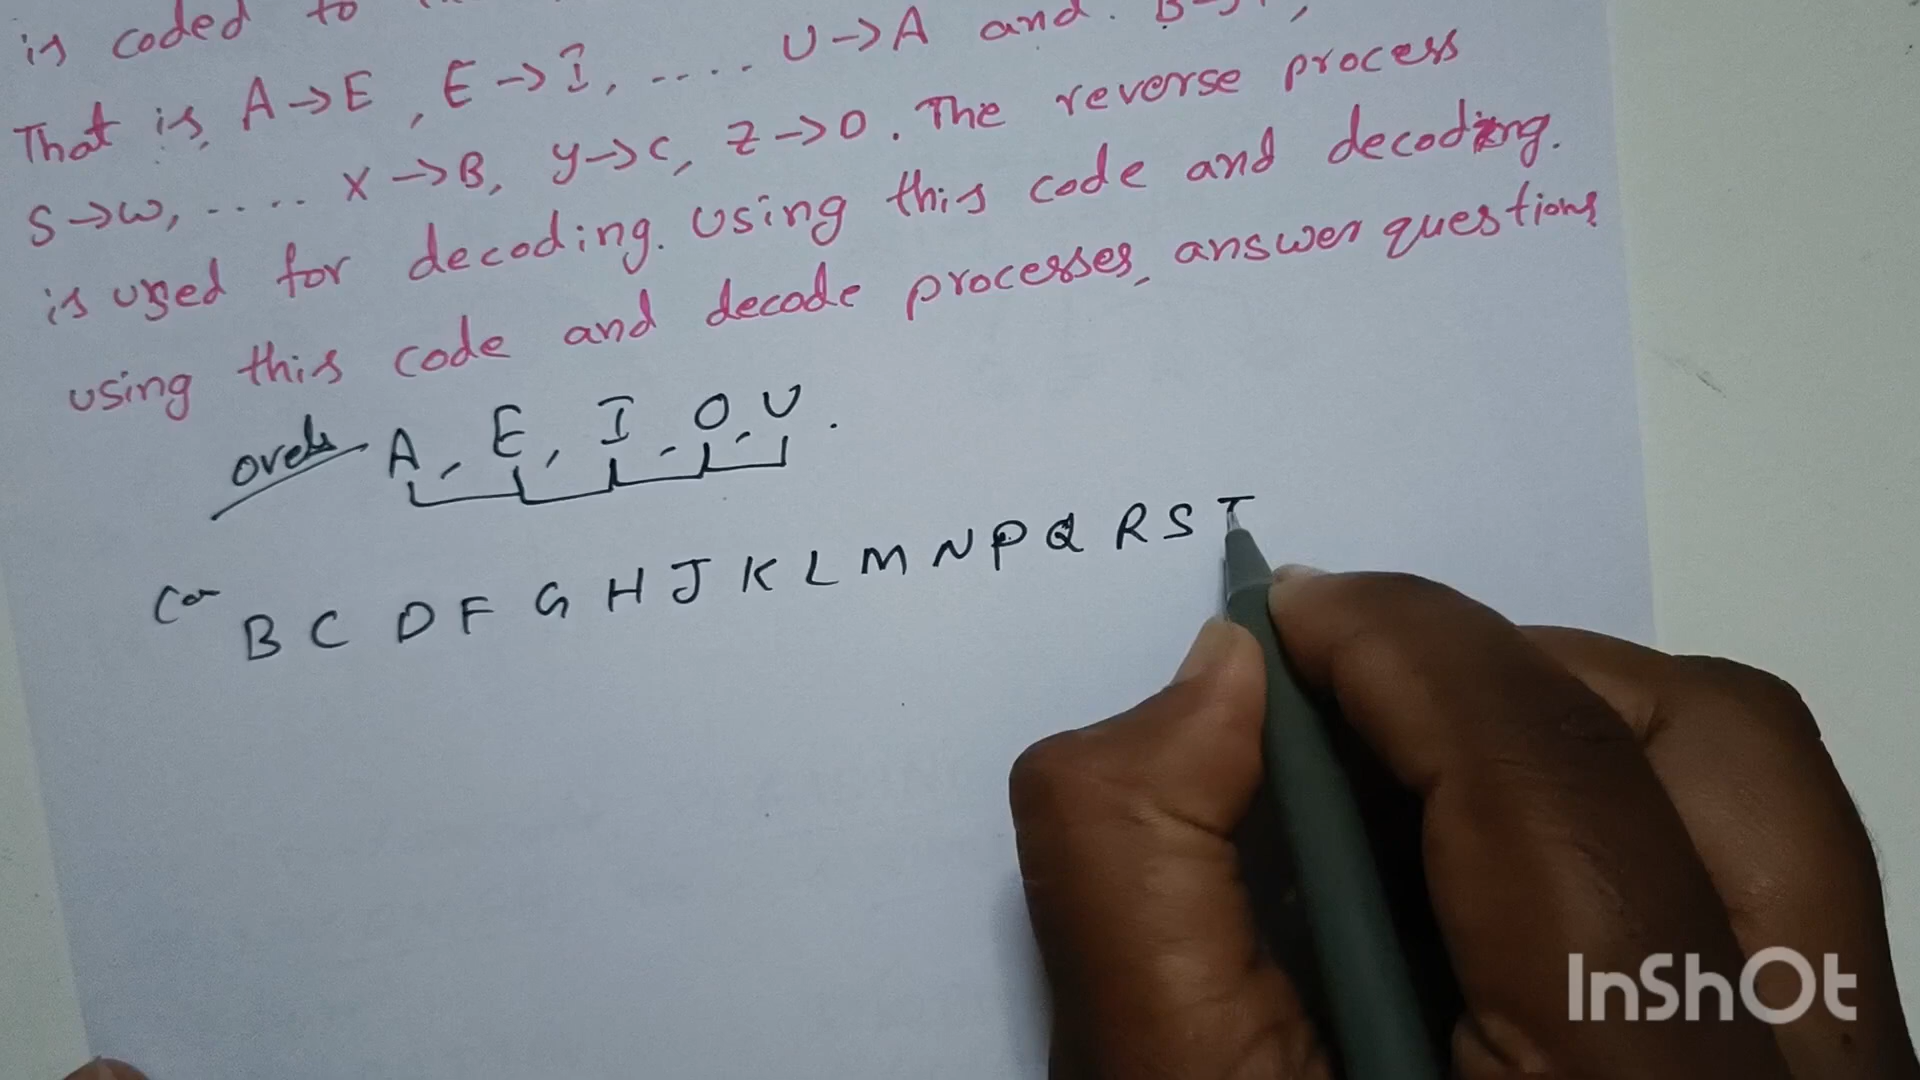 is coded to
That is, A→E, E→I, .... U→A and. B→
S→W, .... X→B, Y→C, Z→D. The reverse process
is used for decoding. Using this code and decoding.
using this code and decode processes, answer questions
A, E, I, O, U.
Con
B C D F G H J K L M N P Q R S T
InShOt